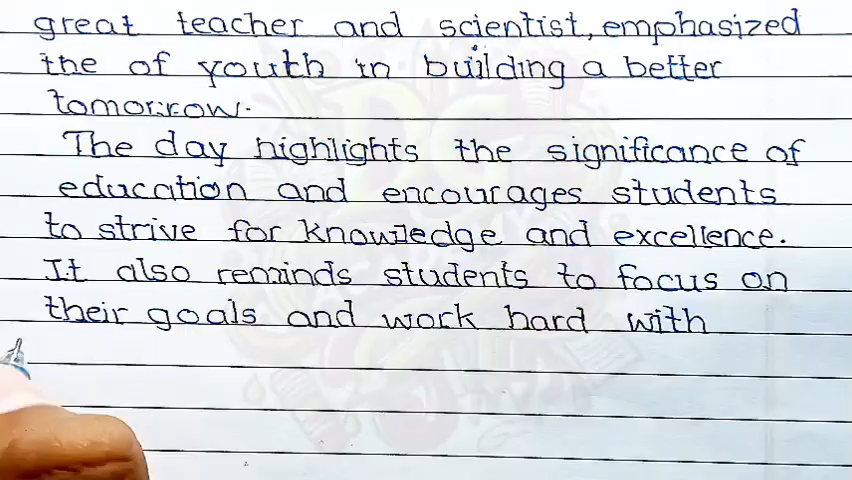 great teacher and scientist, emphasized
the of youth in building a better
tomorrow.
The day highlights the significance of
education and encourages students
to strive for knowledge and excellence.
It also reminds students to focus on
their goals and work hard with